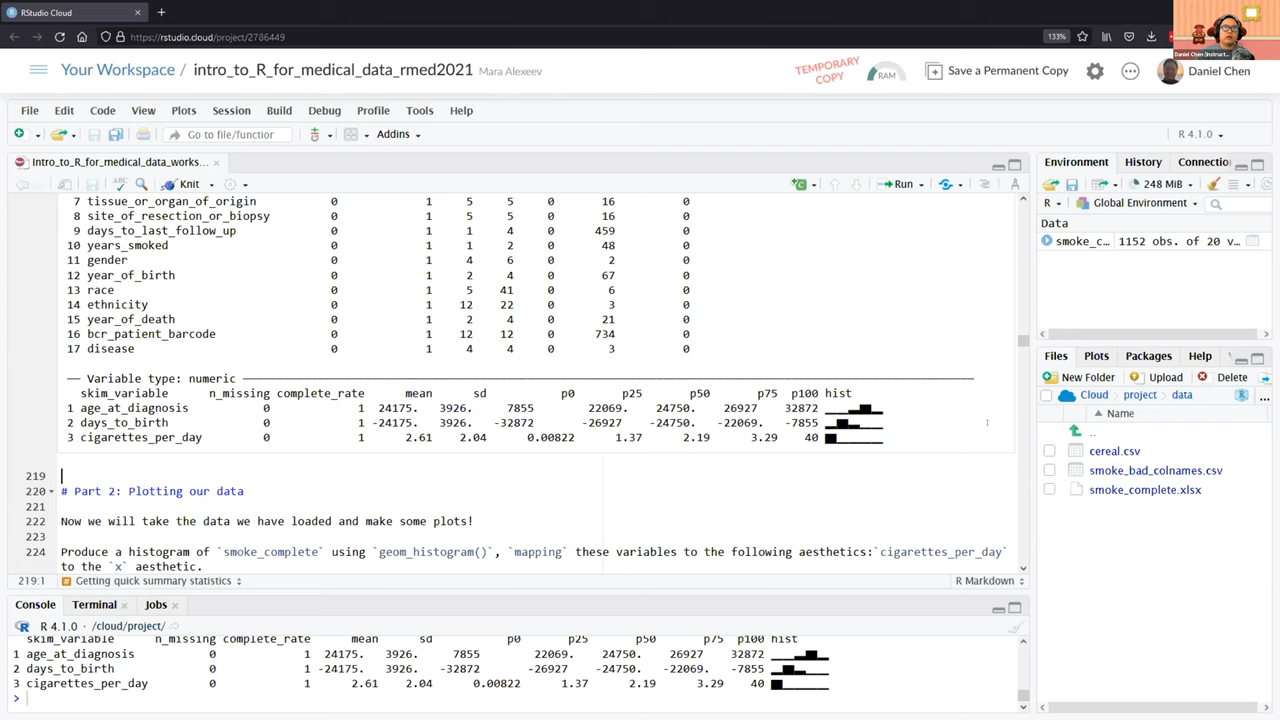 RStudio Cloud
https://rstudio.cloud/project/2786449
133%
Daniel Chen (Instruct
Your Workspace / intro_to_R_for_medical_data_rmed2021 Mara Alexeev
TEMPORARY COPY
RAM
Save a Permanent Copy
Daniel Chen
File Edit Code View Plots Session Build Debug Profile Tools Help
Go to file/functior
Addins
R 4.1.0
Intro_to_R_for_medical_data_works...
Knit
Run
7 tissue_or_organ_of_origin 0 1 5 5 0 16 0
8 site_of_resection_or_biopsy 0 1 5 5 0 16 0
9 days_to_last_follow_up 0 1 1 4 0 459 0
10 years_smoked 0 1 1 2 0 48 0
11 gender 0 1 4 6 0 2 0
12 year_of_birth 0 1 2 4 0 67 0
13 race 0 1 5 41 0 6 0
14 ethnicity 0 1 12 22 0 3 0
15 year_of_death 0 1 2 4 0 21 0
16 bcr_patient_barcode 0 1 12 12 0 734 0
17 disease 0 1 4 4 0 3 0
── Variable type: numeric ──
skim_variable n_missing complete_rate mean sd p0 p25 p50 p75 p100 hist
1 age_at_diagnosis 0 1 24175. 3926. 7855 22069. 24750. 26927 32872
2 days_to_birth 0 1 -24175. 3926. -32872 -26927 -24750. -22069. -7855
3 cigarettes_per_day 0 1 2.61 2.04 0.00822 1.37 2.19 3.29 40
219
220 # Part 2: Plotting our data
221
222 Now we will take the data we have loaded and make some plots!
223
224 Produce a histogram of `smoke_complete` using `geom_histogram()`, `mapping` these variables to the following aesthetics:`cigarettes_per_day`
to the `x` aesthetic.
219:1 Getting quick summary statistics R Markdown
Console Terminal Jobs
R 4.1.0 · /cloud/project/
skim_variable n_missing complete_rate mean sd p0 p25 p50 p75 p100 hist
1 age_at_diagnosis 0 1 24175. 3926. 7855 22069. 24750. 26927 32872
2 days_to_birth 0 1 -24175. 3926. -32872 -26927 -24750. -22069. -7855
3 cigarettes_per_day 0 1 2.61 2.04 0.00822 1.37 2.19 3.29 40
>
Environment History Connectio
248 MiB
R Global Environment
Data
smoke_c... 1152 obs. of 20 v...
Files Plots Packages Help V
New Folder Upload Delete
Cloud project data
Name
..
cereal.csv
smoke_bad_colnames.csv
smoke_complete.xlsx